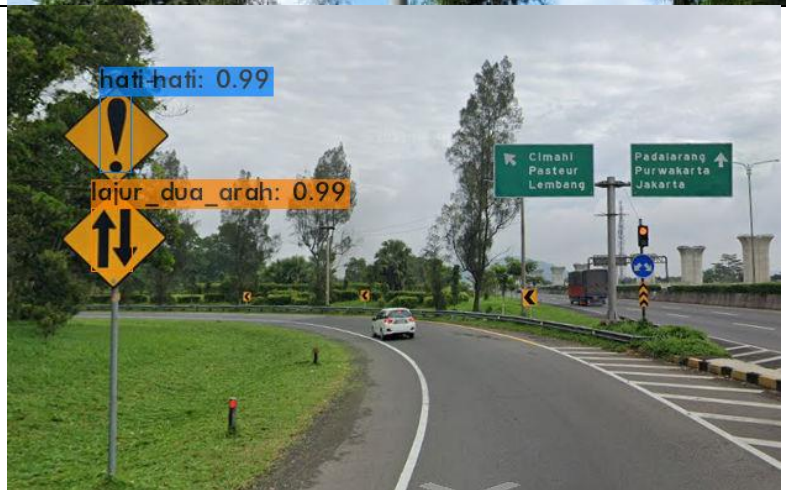 hati-hati: 0.99
lajur_dua_arah: 0.99
Cimahi
Pasteur
Lembang
Padalarang
Purwakarta
Jakarta